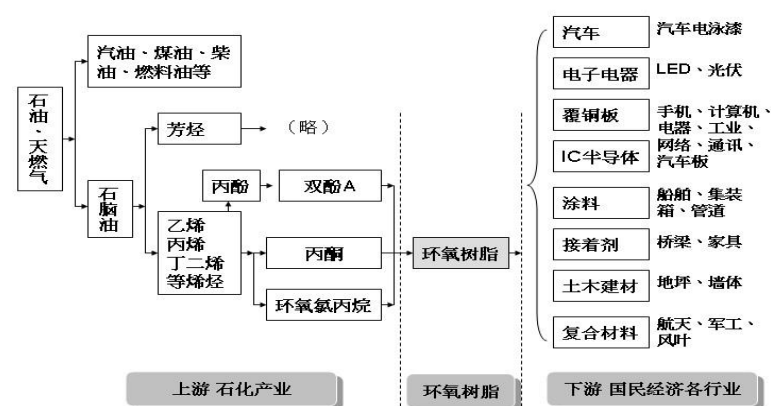 石
油
、
天
燃
气
汽油、煤油、柴
油、燃料油等
石
脑
油
芳烃
（略）
丙酚
双酚A
乙烯
丙烯
丁二烯
等烯烃
丙酮
环氧氯丙烷
环氧树脂
汽车
汽车电泳漆
电子电器
LED、光伏
覆铜板
手机、计算机、
电器、工业、
IC半导体
网络、通讯、
汽车板
涂料
船舶、集装
箱、管道
接着剂
桥梁、家具
土木建材
地坪、墙体
复合材料
航天、军工、
风叶
上游 石化产业
环氧树脂
下游 国民经济各行业